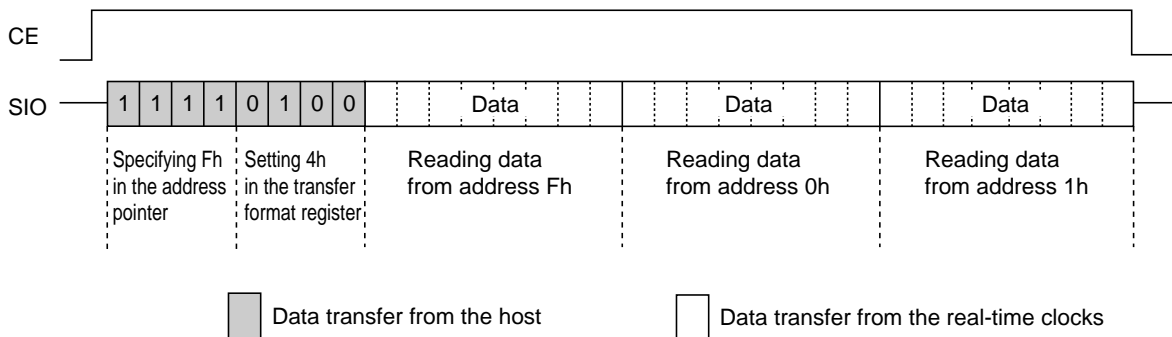 CE
SIO
1 1 1 1 0 1 0 0 Data Data Data
Specifying Fh
in the address
pointer
Setting 4h
in the transfer
format register
Reading data
from address Fh
Reading data
from address 0h
Reading data
from address 1h
Data transfer from the host
Data transfer from the real-time clocks